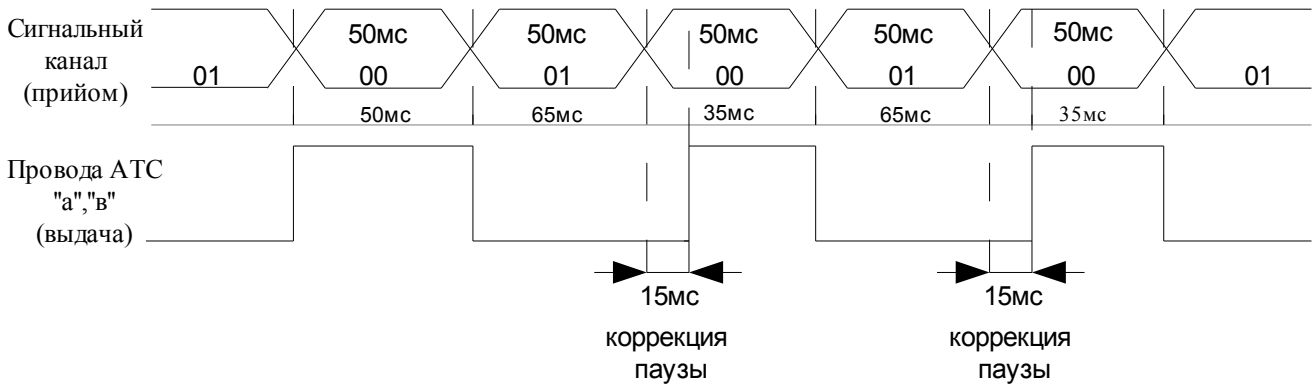 Сигнальный
канал
(прийом)
50мс 50мс 50мс 50мс 50мс
01 00 01 00 01 00 01
50мс 65мс 35мс 65мс 35мс
Провода АТС
"а","в"
(выдача)
15мс 15мс
коррекция коррекция
паузы паузы